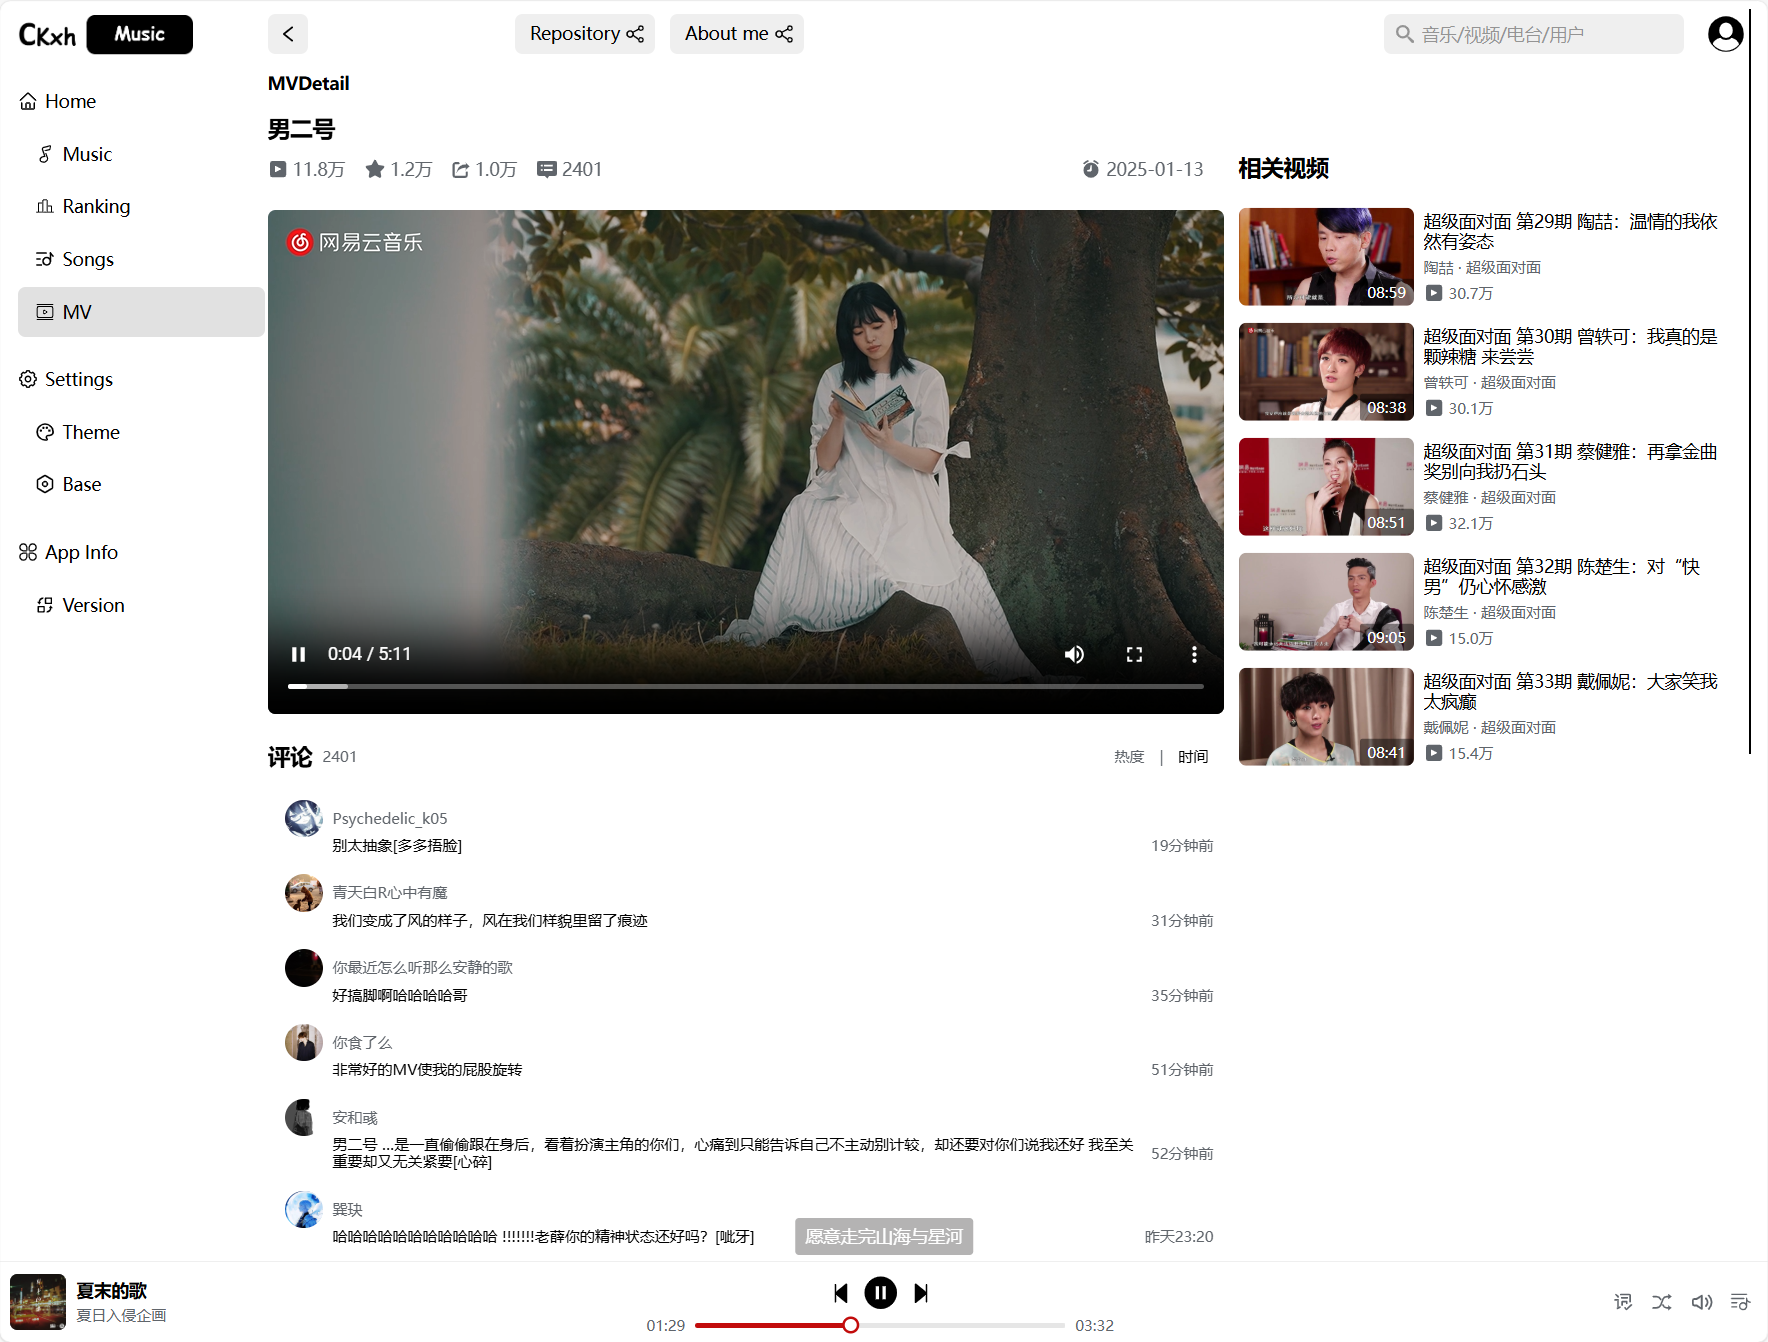 CKxh Music
Repository
About me
音乐/视频/电台/用户
Home
Music
Ranking
Songs
MV
Settings
Theme
Base
App Info
Version
MVDetail
男二号
11.8万 1.2万 1.0万 2401
2025-01-13
网易云音乐
0:04 / 5:11
评论 2401
热度 | 时间
Psychedelic_k05
别太抽象[多多捂脸]
19分钟前
青天白R心中有魔
我们变成了风的样子，风在我们样貌里留了痕迹
31分钟前
你最近怎么听那么安静的歌
好搞脚啊哈哈哈哈哥
35分钟前
你食了么
非常好的MV使我的屁股旋转
51分钟前
安和彧
男二号 ...是一直偷偷跟在身后，看着扮演主角的你们，心痛到只能告诉自己不主动别计较，却还要对你们说我还好 我至关
重要却又无关紧要[心碎]
52分钟前
巽玦
哈哈哈哈哈哈哈哈哈哈哈 !!!!!!!老薛你的精神状态还好吗？[呲牙]
昨天23:20
相关视频
08:59
超级面对面 第29期 陶喆：温情的我依
然有姿态
陶喆 · 超级面对面
30.7万
08:38
超级面对面 第30期 曾轶可：我真的是
颗辣糖 来尝尝
曾轶可 · 超级面对面
30.1万
08:51
超级面对面 第31期 蔡健雅：再拿金曲
奖别向我扔石头
蔡健雅 · 超级面对面
32.1万
09:05
超级面对面 第32期 陈楚生：对“快
男”仍心怀感激
陈楚生 · 超级面对面
15.0万
08:41
超级面对面 第33期 戴佩妮：大家笑我
太疯癫
戴佩妮 · 超级面对面
15.4万
愿意走完山海与星河
夏末的歌
夏日入侵企画
01:29
03:32
词